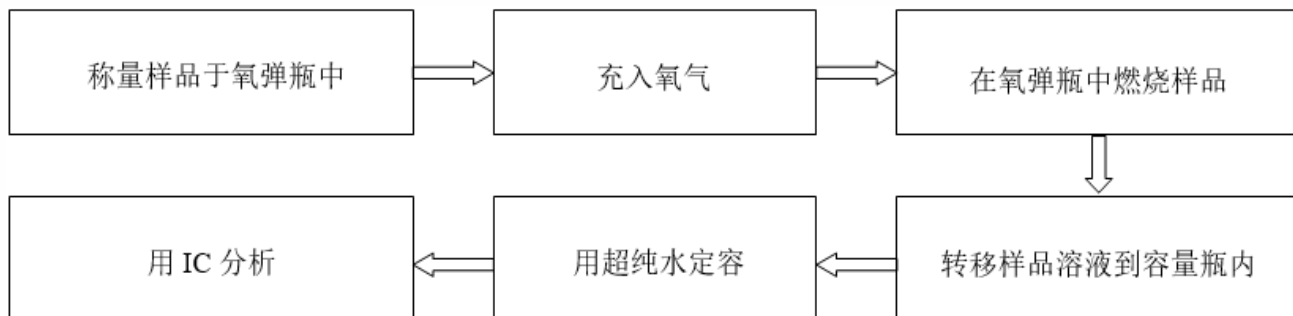 称量样品于氧弹瓶中
充入氧气
在氧弹瓶中燃烧样品
转移样品溶液到容量瓶内
用超纯水定容
用 IC 分析